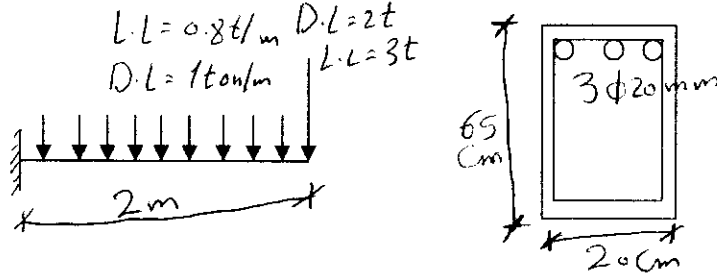 L.L=0.8t/m D.L=2t
L.L=3t
D.L=1ton/m
3ϕ20mm
65
Cm
2m
20Cm